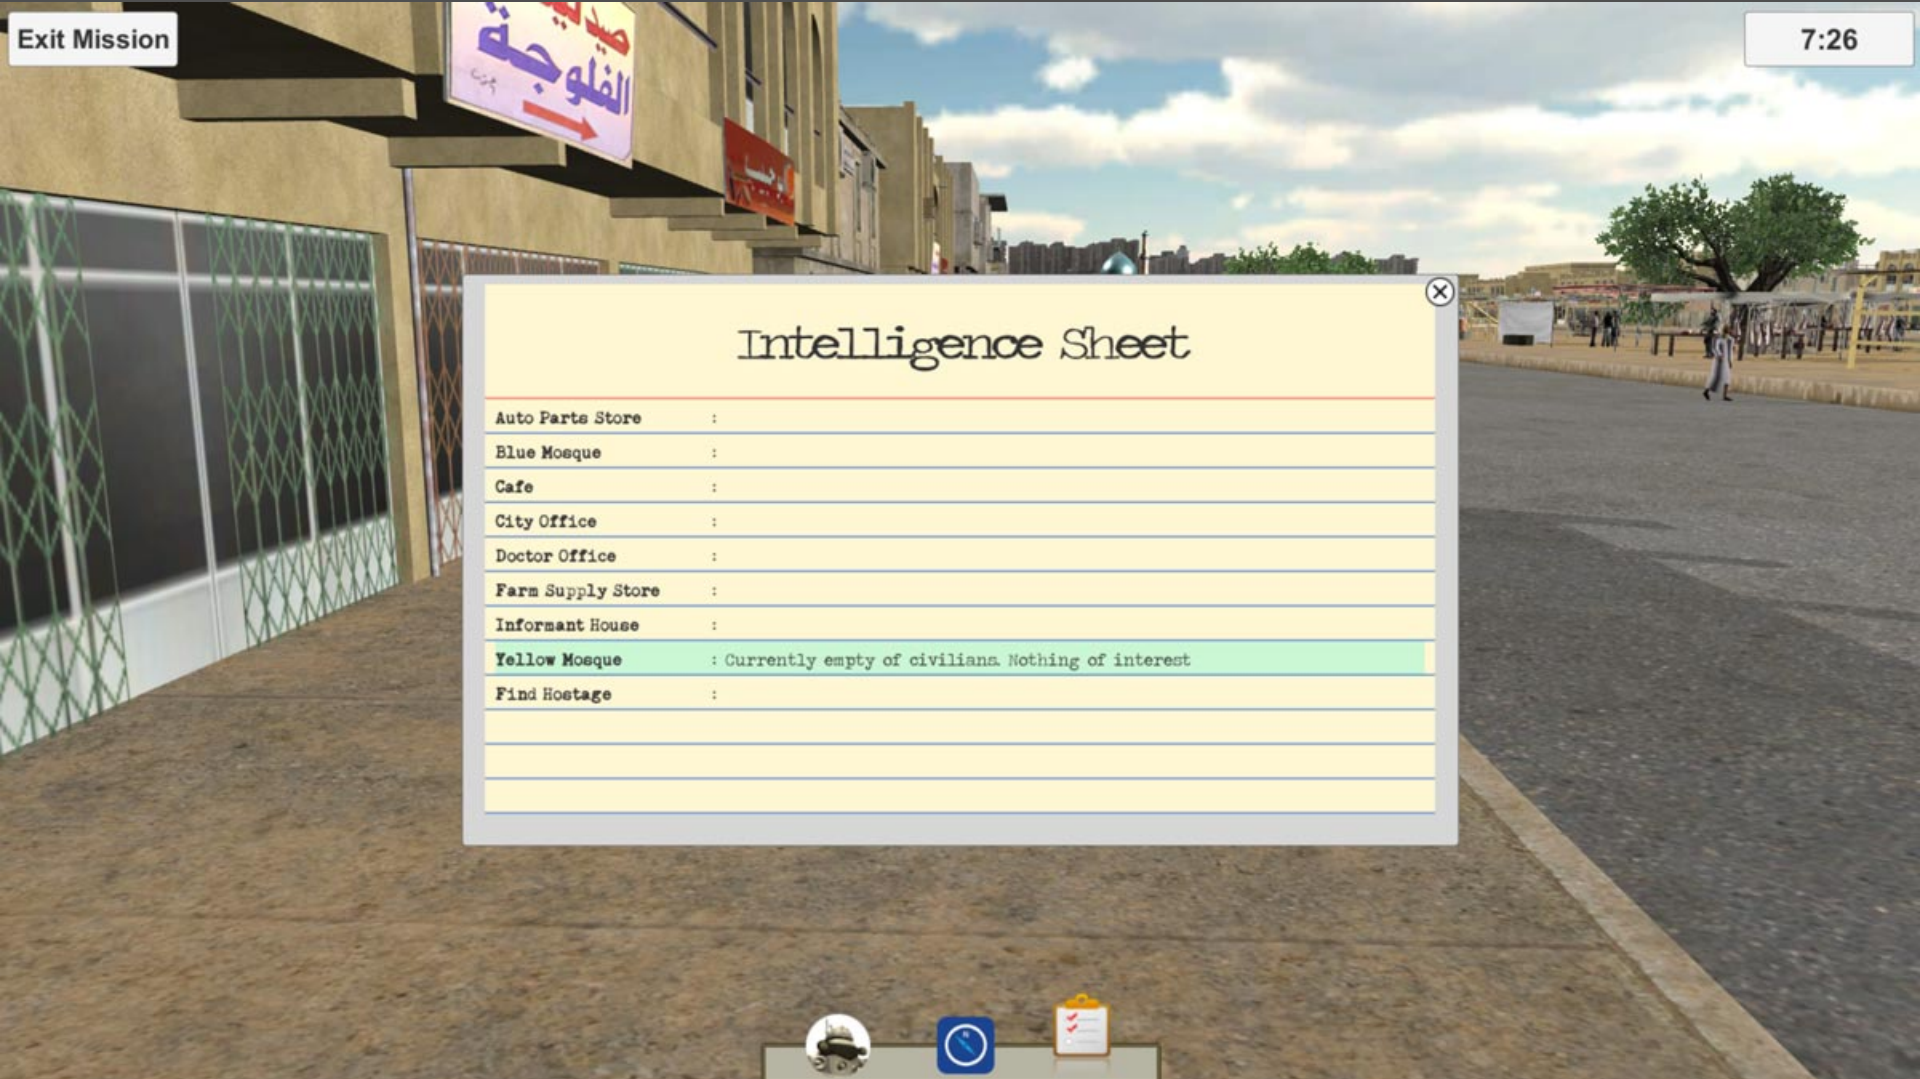 Exit Mission
7:26
صيدلية
الفلوجة
Intelligence Sheet
Auto Parts Store :
Blue Mosque :
Cafe :
City Office :
Doctor Office :
Farm Supply Store :
Informant House :
Yellow Mosque : Currently empty of civilians. Nothing of interest
Find Hostage :
N